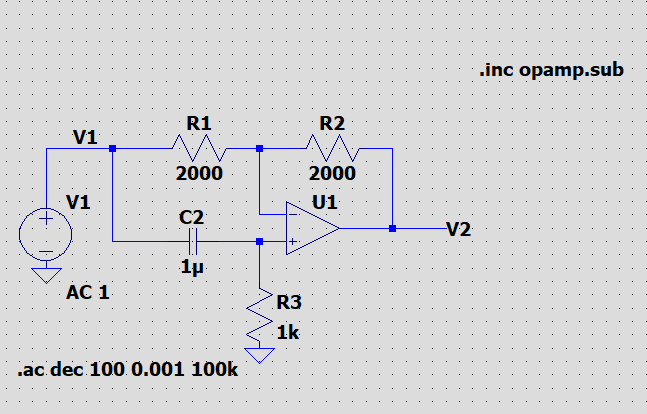 .inc opamp.sub
R1
R2
V1
2000
2000
V1
U1
C2
V2
1µ
AC 1
R3
1k
.ac dec 100 0.001 100k